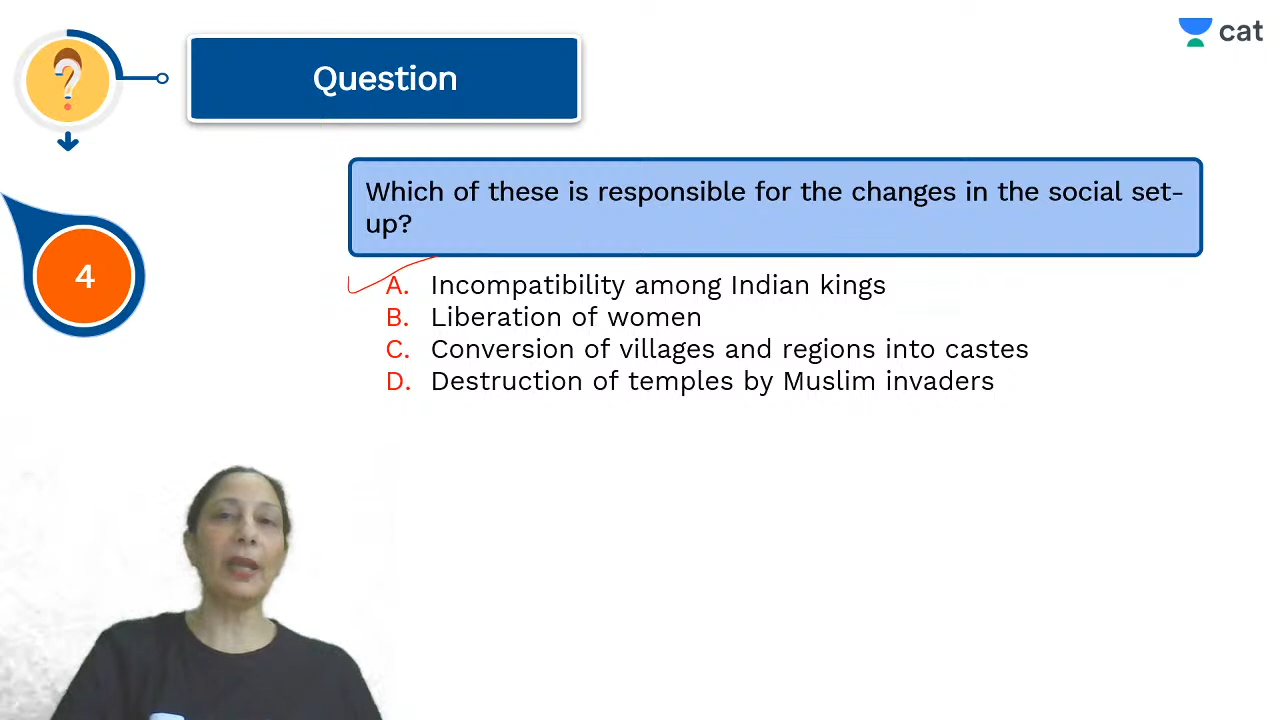 cat
Question
Which of these is responsible for the changes in the social set-
up?
4
A. Incompatibility among Indian kings
B. Liberation of women
C. Conversion of villages and regions into castes
D. Destruction of temples by Muslim invaders